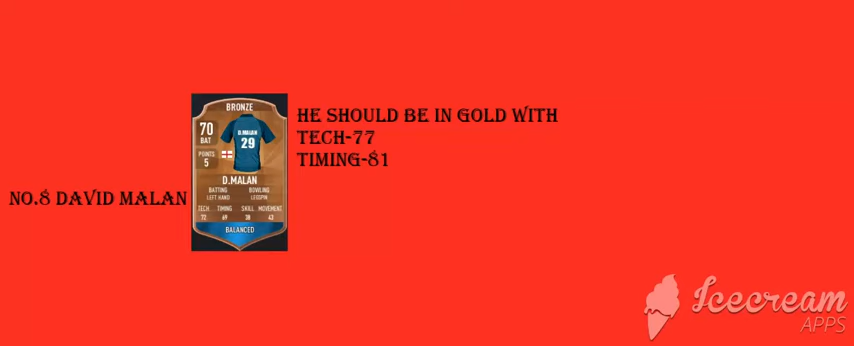 HE SHOULD BE IN GOLD WITH
TECH-77
TIMING-81
NO.8 DAVID MALAN
BRONZE
70
BAT
POINTS
5
D.MALAN
29
D.MALAN
BATTING BOWLING
LEFT HAND LEGSPIN
TECH TIMING SKILL MOVEMENT
72 69 38 43
BALANCED
Icecream
APPS